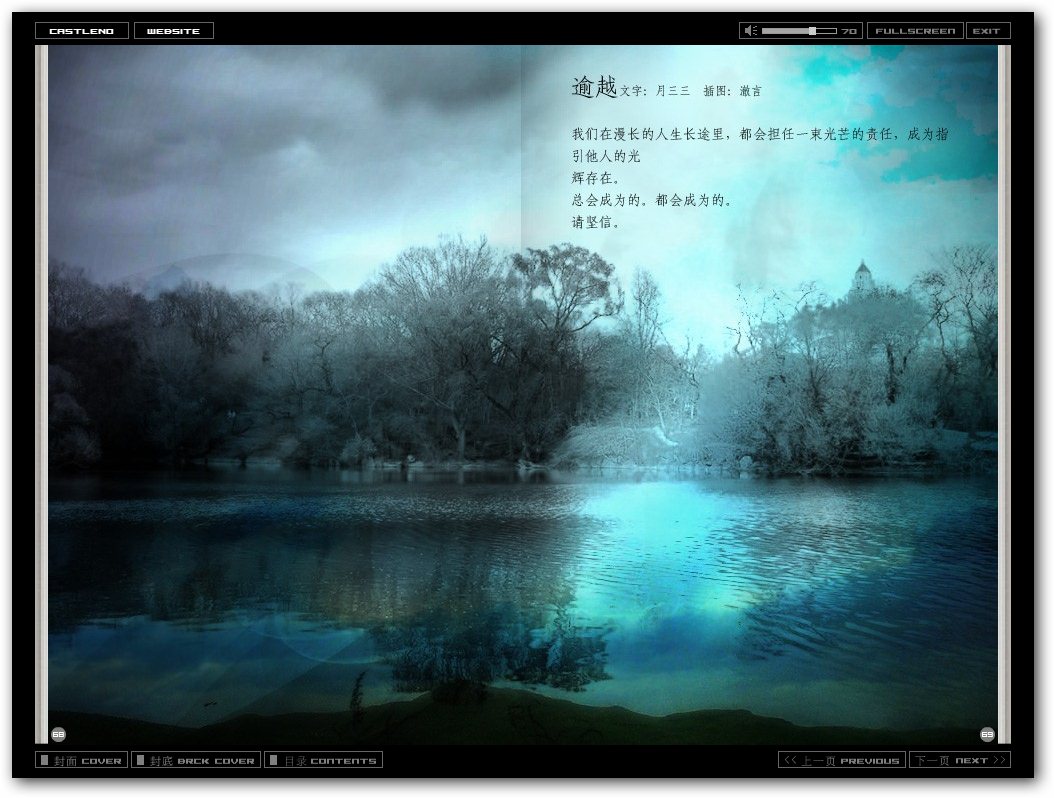 CASTLEND WEBSITE 70 FULLSCREEN EXIT
逾越 文字：月三三 插图：澈言
我们在漫长的人生长途里，都会担任一束光芒的责任，成为指
引他人的光
辉存在。
总会成为的。都会成为的。
请坚信。
68 69
封面 COVER 封底 BACK COVER 目录 CONTENTS << 上一页 PREVIOUS 下一页 NEXT >>